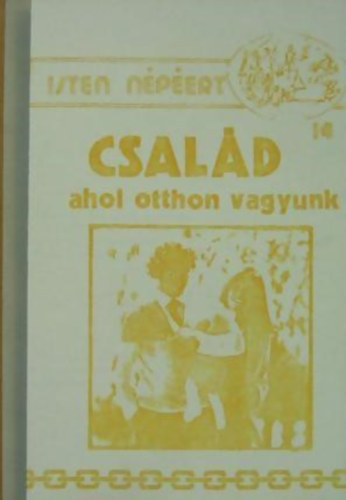 ISTEN NÉPÉERT
14
CSALÁD
ahol otthon vagyunk